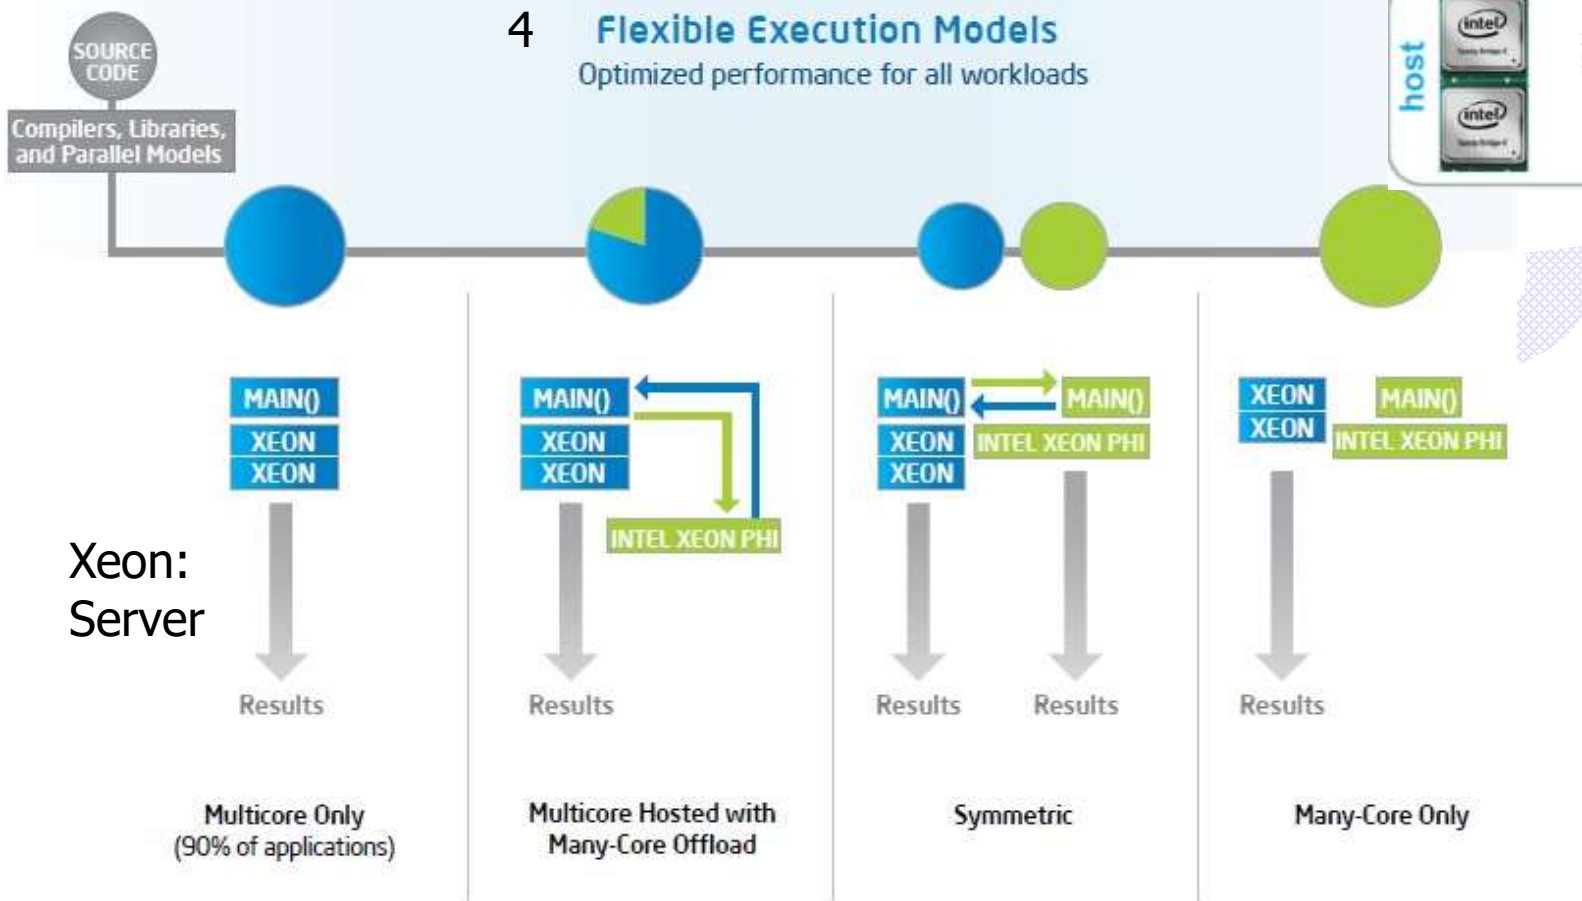 4 Flexible Execution Models
Optimized performance for all workloads
SOURCE
CODE
Compilers, Libraries,
and Parallel Models
host
intel
intel
MAIN()
XEON
XEON
Results
MAIN()
XEON
XEON
INTEL XEON PHI
Results
MAIN()
XEON
XEON
Results
MAIN()
INTEL XEON PHI
Results
XEON
XEON
Results
MAIN()
INTEL XEON PHI
Xeon:
Server
Multicore Only
(90% of applications)
Multicore Hosted with
Many-Core Offload
Symmetric
Many-Core Only